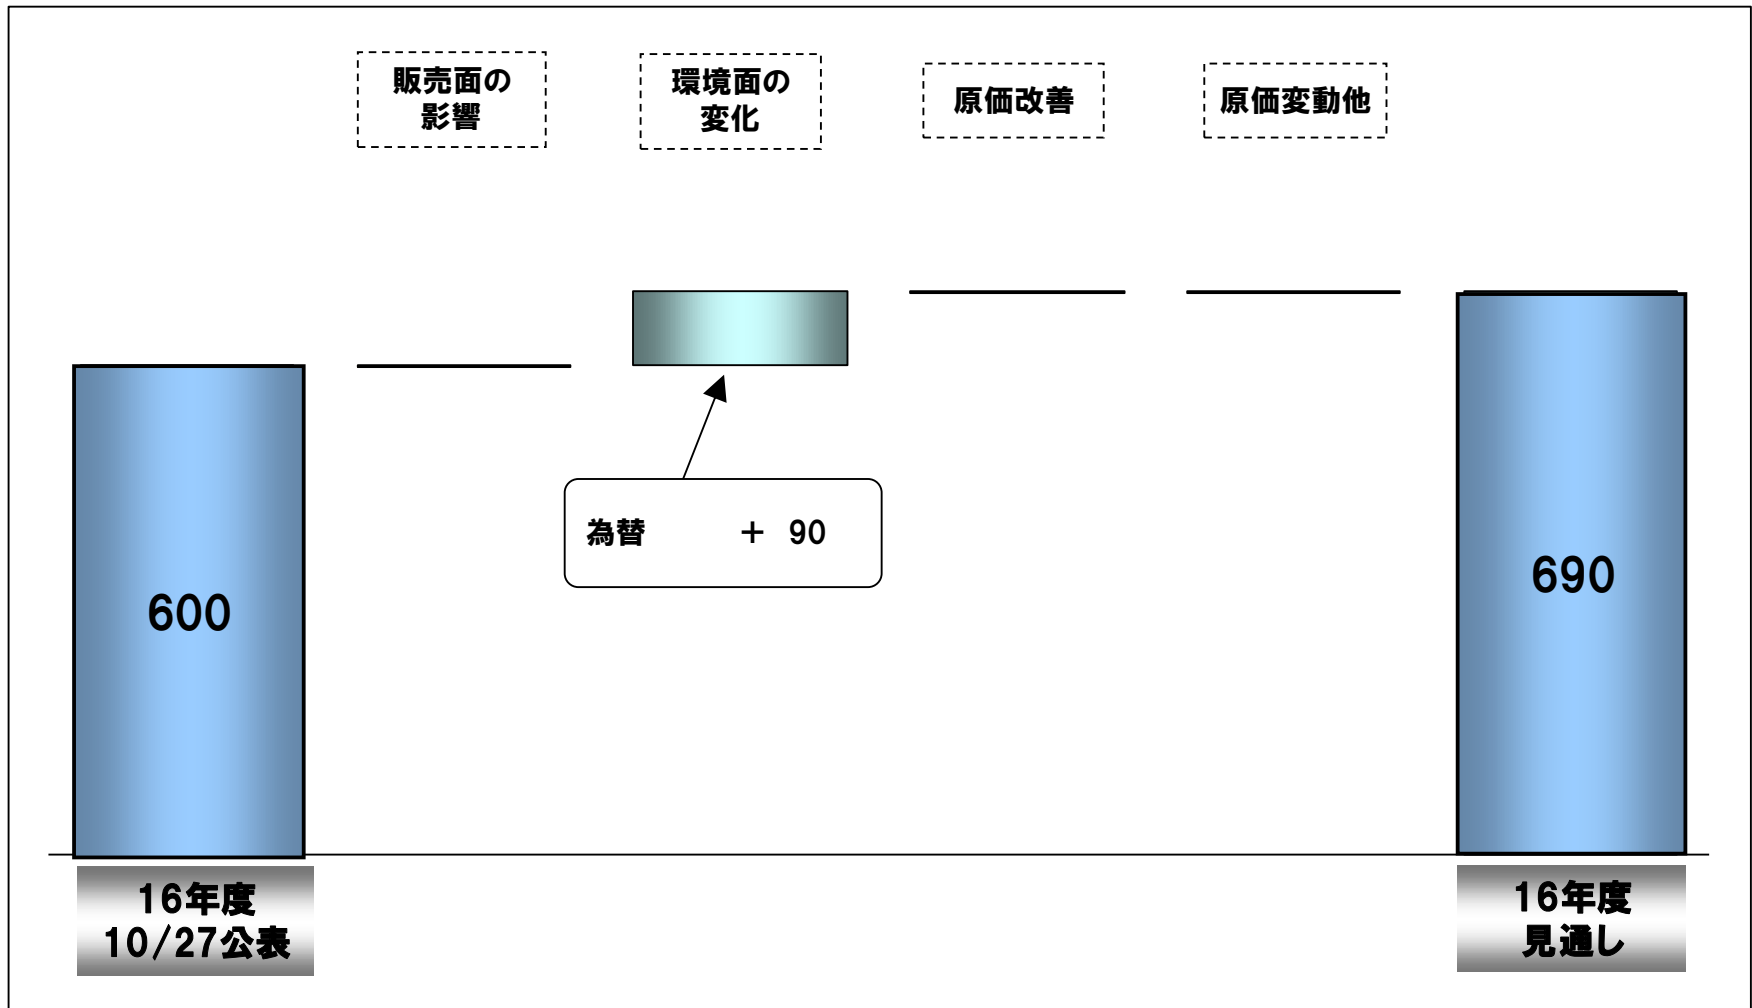 販売面の
影響
環境面の
変化
原価改善
原価変動他
為替 + 90
600
690
16年度
10/27公表
16年度
見通し